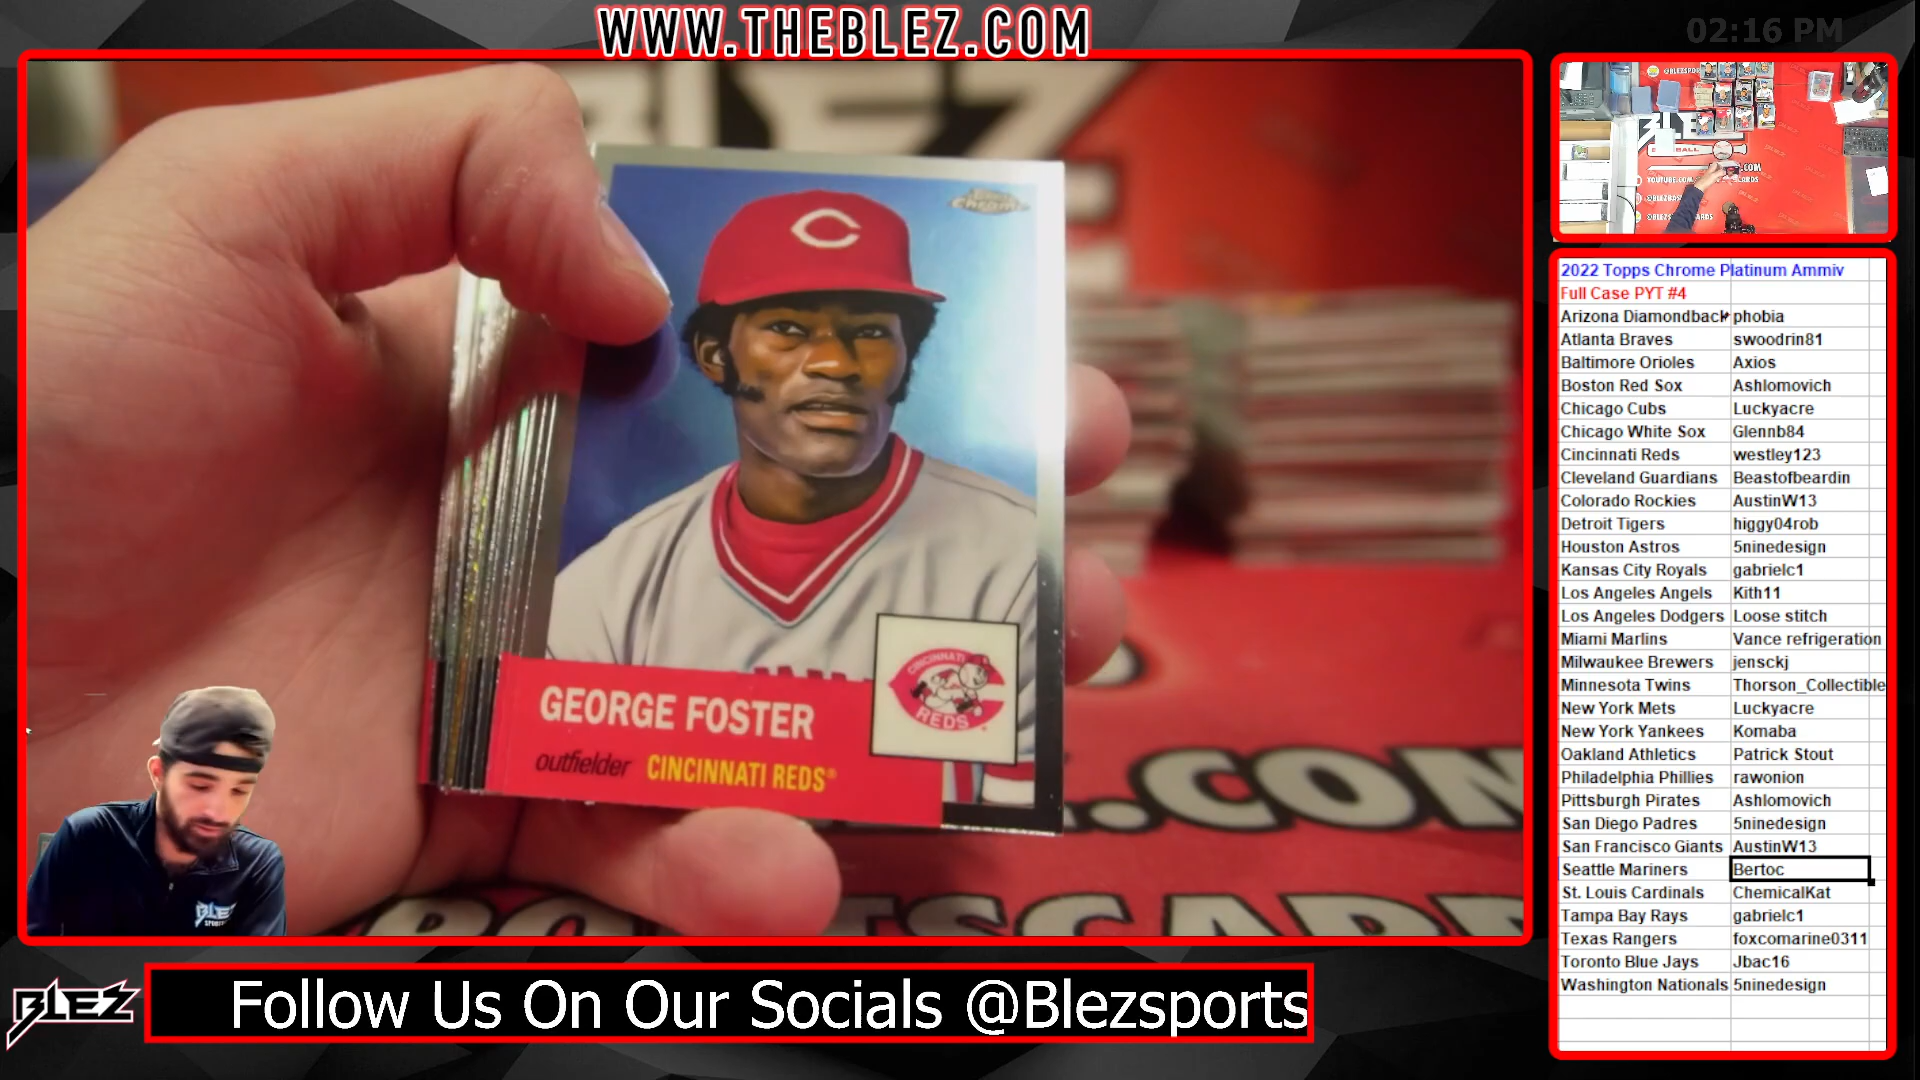 WWW.THEBLEZ.COM
02:16 PM
Chrome
GEORGE FOSTER
outfielder CINCINNATI REDS®
CINCINNATI
REDS
.COM
BLEZ
Follow Us On Our Socials @Blezsports
2022 Topps Chrome Platinum Ammiv
Full Case PYT #4
Arizona Diamondback phobia
Atlanta Braves swoodrin81
Baltimore Orioles Axios
Boston Red Sox Ashlomovich
Chicago Cubs Luckyacre
Chicago White Sox Glennb84
Cincinnati Reds westley123
Cleveland Guardians Beastofbeardin
Colorado Rockies AustinW13
Detroit Tigers higgy04rob
Houston Astros 5ninedesign
Kansas City Royals gabrielc1
Los Angeles Angels Kith11
Los Angeles Dodgers Loose stitch
Miami Marlins Vance refrigeration
Milwaukee Brewers jensckj
Minnesota Twins Thorson_Collectible
New York Mets Luckyacre
New York Yankees Komaba
Oakland Athletics Patrick Stout
Philadelphia Phillies rawonion
Pittsburgh Pirates Ashlomovich
San Diego Padres 5ninedesign
San Francisco Giants AustinW13
Seattle Mariners Bertoc
St. Louis Cardinals ChemicalKat
Tampa Bay Rays gabrielc1
Texas Rangers foxcomarine0311
Toronto Blue Jays Jbac16
Washington Nationals 5ninedesign